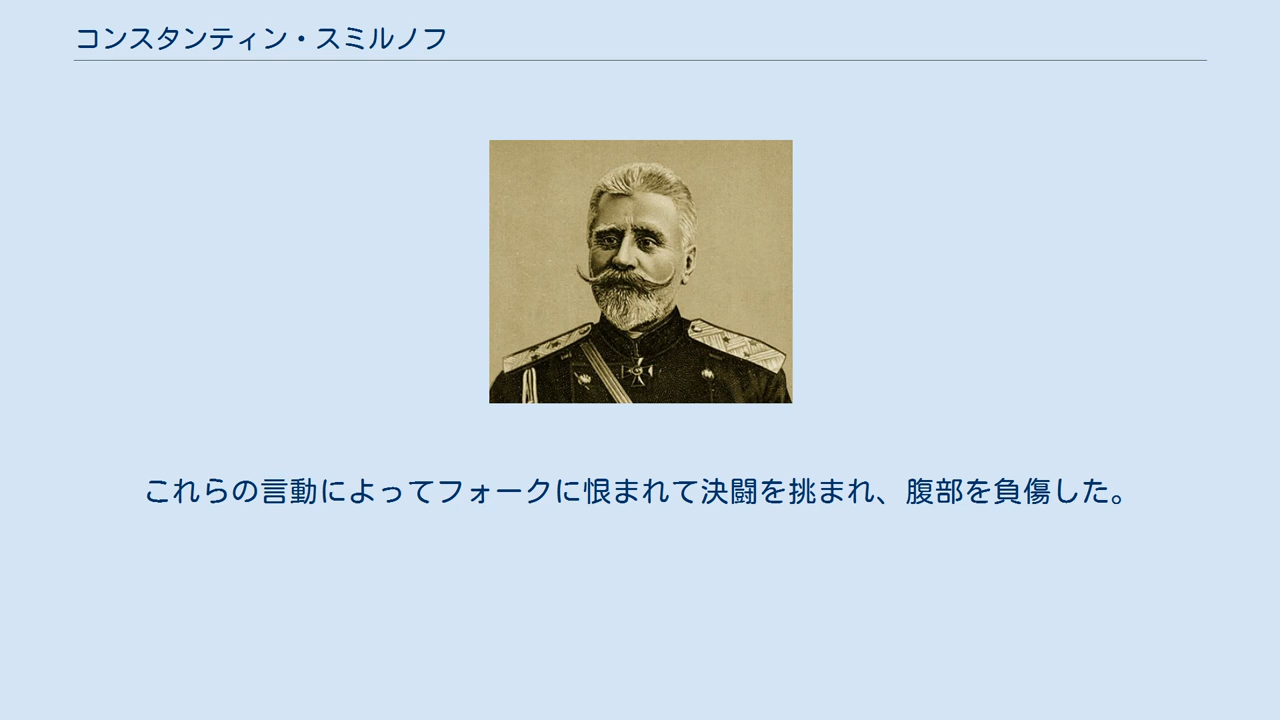 コンスタンティン・スミルノフ
これらの言動によってフォークに恨まれて決闘を挑まれ、腹部を負傷した。